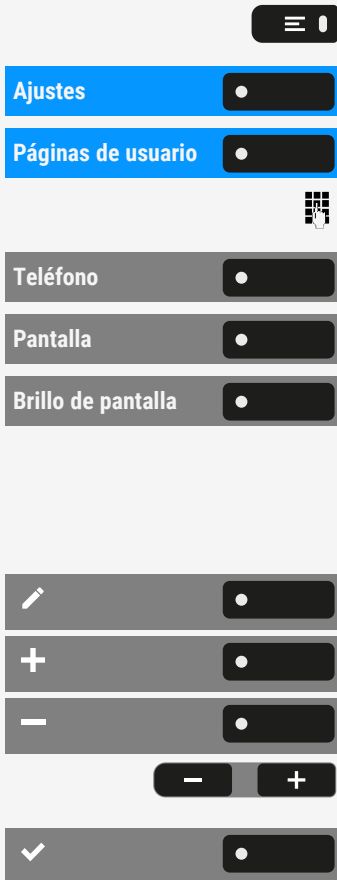 Ajustes
Páginas de usuario
Teléfono
Pantalla
Brillo de pantalla